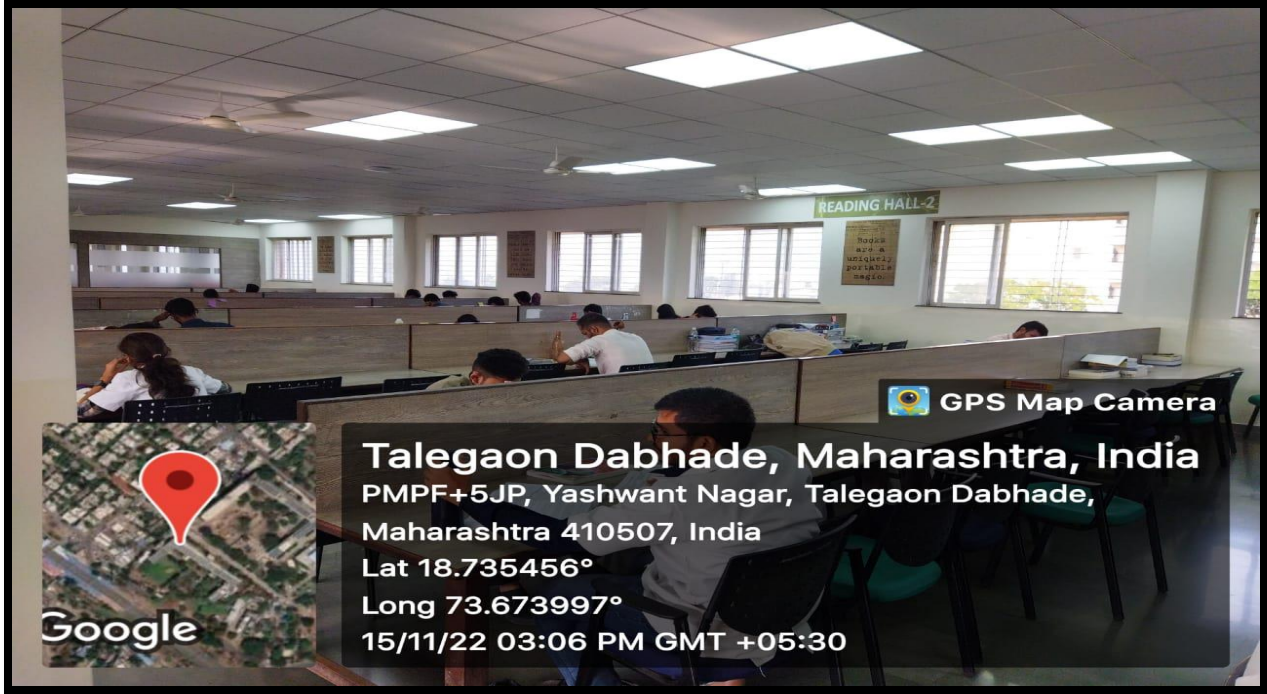 READING HALL-2
Books
are a
uniquely
portable
magic
GPS Map Camera
Talegaon Dabhade, Maharashtra, India
PMPF+5JP, Yashwant Nagar, Talegaon Dabhade,
Maharashtra 410507, India
Lat 18.735456°
Long 73.673997°
15/11/22 03:06 PM GMT +05:30
Google